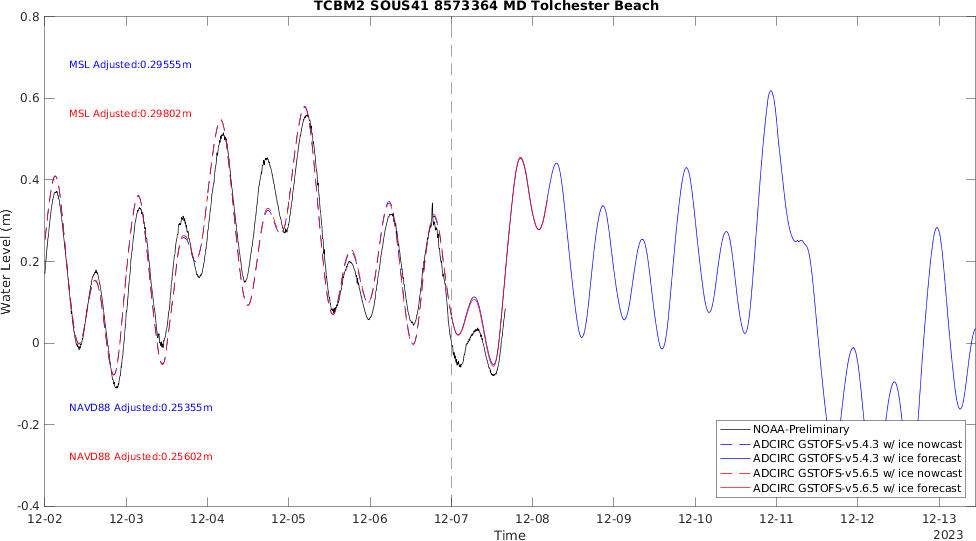 TCBM2 SOUS41 8573364 MD Tolchester Beach
0.8
0.6
0.4
0.2
0
-0.2
-0.4
Water Level (m)
MSL Adjusted:0.29555m
MSL Adjusted:0.29802m
NAVD88 Adjusted:0.25355m
NAVD88 Adjusted:0.25602m
NOAA-Preliminary
ADCIRC GSTOFS-v5.4.3 w/ ice nowcast
ADCIRC GSTOFS-v5.4.3 w/ ice forecast
ADCIRC GSTOFS-v5.6.5 w/ ice nowcast
ADCIRC GSTOFS-v5.6.5 w/ ice forecast
12-02 12-03 12-04 12-05 12-06 12-07 12-08 12-09 12-10 12-11 12-12 12-13
Time
2023